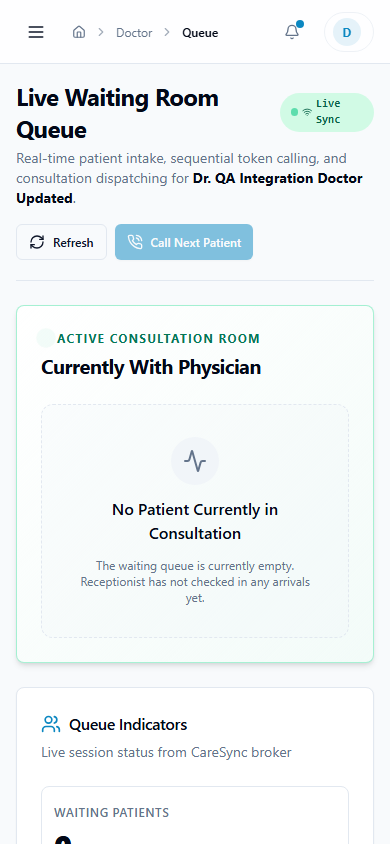 Doctor > Queue
D
Live Waiting Room
Queue
Live
Sync
Real-time patient intake, sequential token calling, and
consultation dispatching for Dr. QA Integration Doctor
Updated.
Refresh
Call Next Patient
ACTIVE CONSULTATION ROOM
Currently With Physician
No Patient Currently in
Consultation
The waiting queue is currently empty.
Receptionist has not checked in any arrivals
yet.
Queue Indicators
Live session status from CareSync broker
WAITING PATIENTS